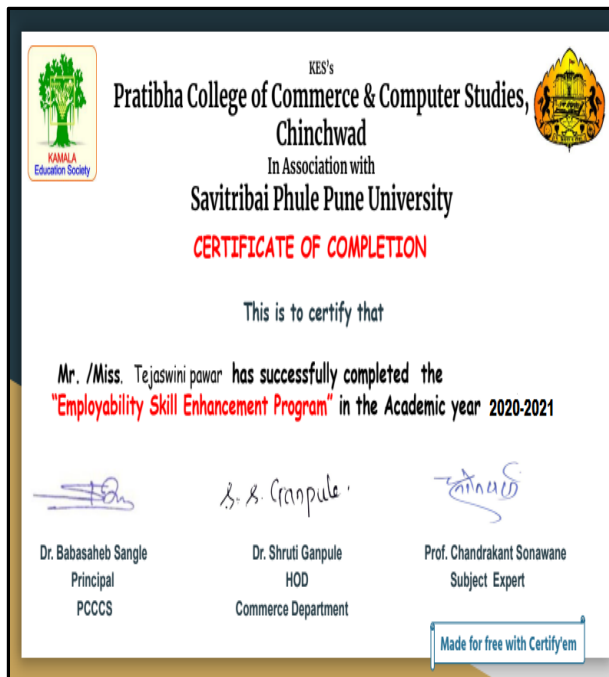 KES's
Pratibha College of Commerce & Computer Studies,
Chinchwad
In Association with
Savitribai Phule Pune University
KAMALA
Education Society
CERTIFICATE OF COMPLETION
This is to certify that
Mr. /Miss. Tejaswini pawar has successfully completed the
"Employability Skill Enhancement Program" in the Academic year 2020-2021
S. S. Ganpule.
Dr. Babasaheb Sangle
Principal
PCCCS
Dr. Shruti Ganpule
HOD
Commerce Department
Prof. Chandrakant Sonawane
Subject Expert
Made for free with Certify'em